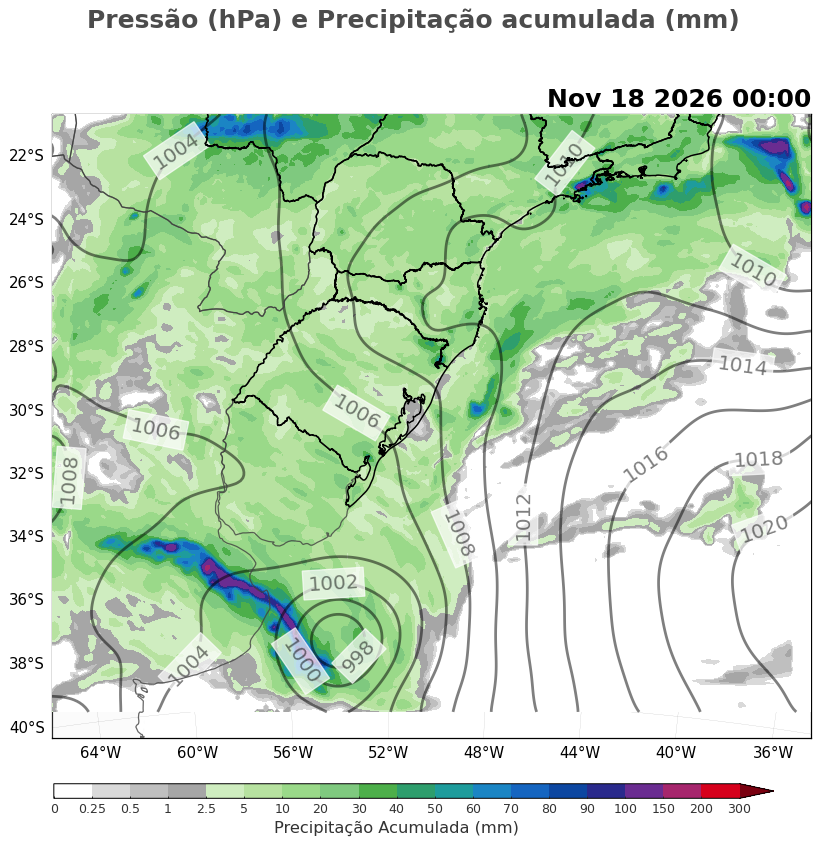 Pressão (hPa) e Precipitação acumulada (mm)
Nov 18 2026 00:00
22°S
24°S
26°S
28°S
30°S
32°S
34°S
36°S
38°S
40°S
1004
1010
1010
1014
1006
1006
1016
1018
1008
1012
1008
1020
1002
1004
1000
998
64°W 60°W 56°W 52°W 48°W 44°W 40°W 36°W
0 0.25 0.5 1 2.5 5 10 20 30 40 50 60 70 80 90 100 150 200 300
Precipitação Acumulada (mm)